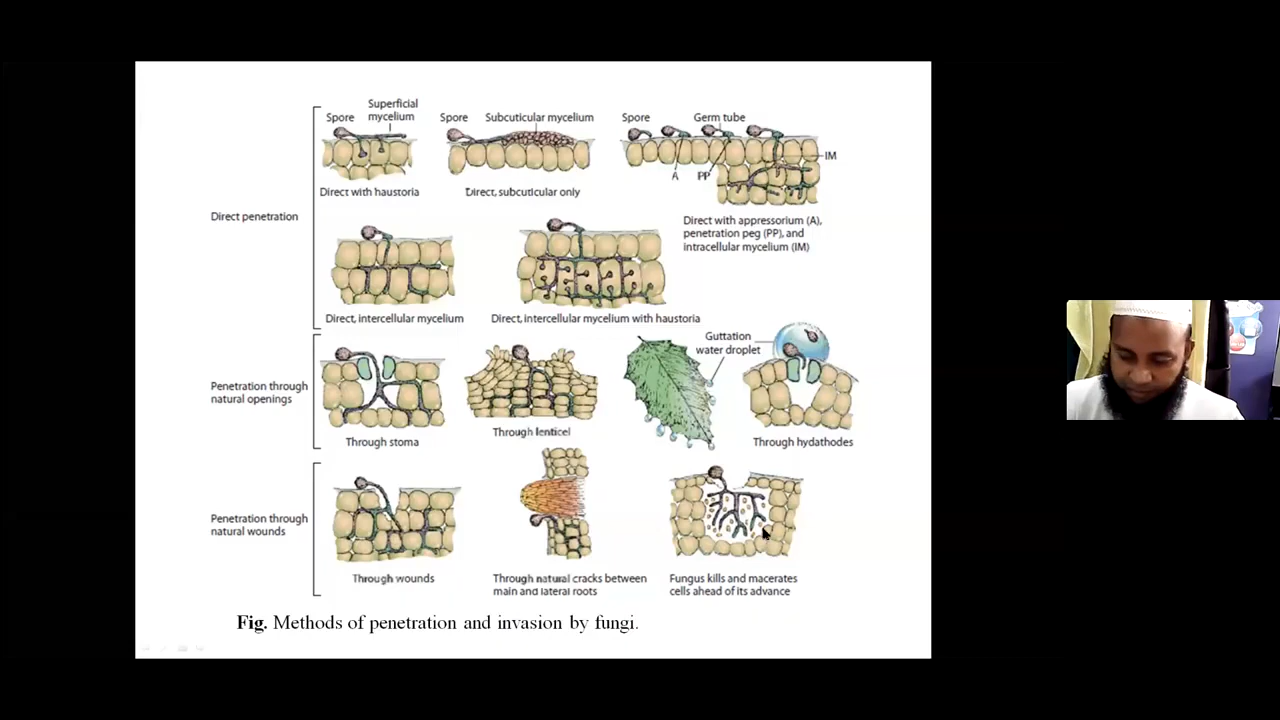 Superficial
mycelium
Spore
Direct with haustoria
Spore
Subcuticular mycelium
Direct, subcuticular only
Spore
Germ tube
IM
A
PP
Direct with appressorium (A),
penetration peg (PP), and
intracellular mycelium (IM)
Direct penetration
Direct, intercellular mycelium
Direct, intercellular mycelium with haustoria
Penetration through
natural openings
Through stoma
Through lenticel
Guttation
water droplet
Through hydathodes
Penetration through
natural wounds
Through wounds
Through natural cracks between
main and lateral roots
Fungus kills and macerates
cells ahead of its advance
Fig. Methods of penetration and invasion by fungi.